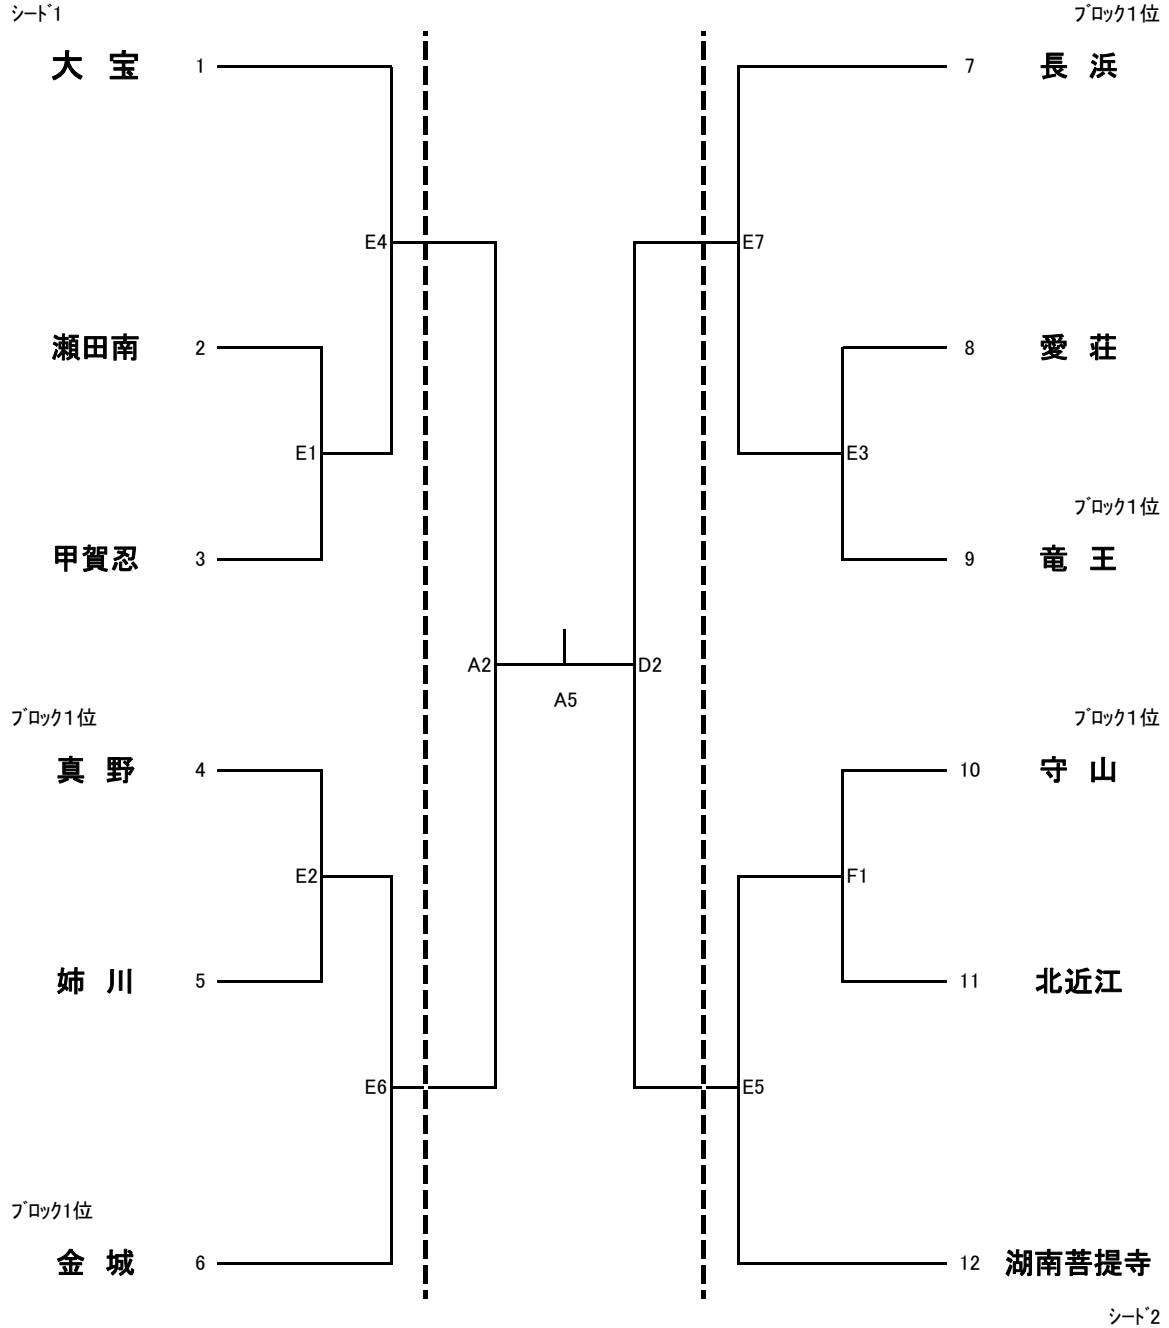 ｼｰﾄﾞ1
ﾌﾞﾛｯｸ１位
大 宝 1
7 長 浜
E4
E7
瀬田南 2
8 愛 荘
E1
E3
ﾌﾞﾛｯｸ１位
甲賀忍 3
9 竜 王
A2
D2
A5
ﾌﾞﾛｯｸ１位
ﾌﾞﾛｯｸ１位
真 野 4
10 守 山
E2
F1
姉 川 5
11 北近江
E6
E5
ﾌﾞﾛｯｸ1位
金 城 6
12 湖南菩提寺
ｼｰﾄﾞ2